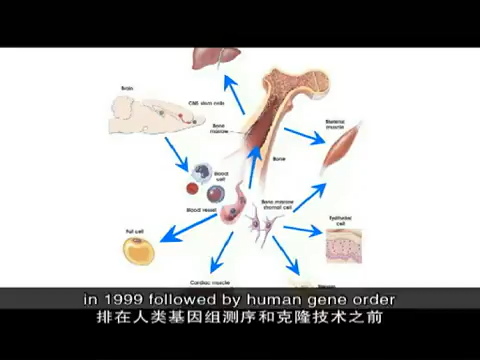 Brain
CNS stem cells
Bone
marrow
Skeletal
muscle
Bone
Blood
cell
Blood vessel
Bone marrow
stromal cell
Epithelial
cell
Fat cell
Cardiac muscle
Neuron
in 1999 followed by human gene order
排在人类基因组测序和克隆技术之前